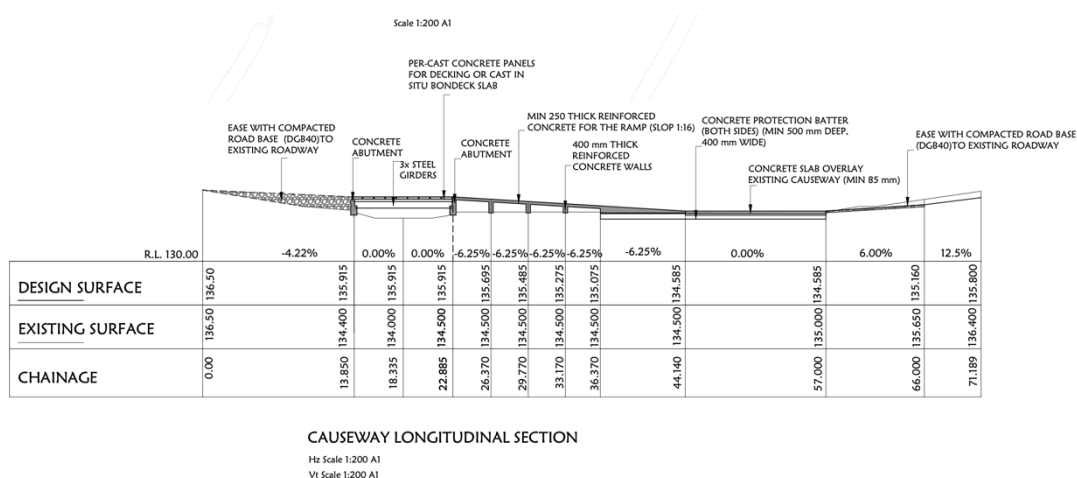 Scale 1:200 A1
PER-CAST CONCRETE PANELS
FOR DECKING OR CAST IN
SITU BONDECK SLAB
EASE WITH COMPACTED
ROAD BASE (DGB40)TO
EXISTING ROADWAY
CONCRETE
ABUTMENT
3x STEEL
GIRDERS
CONCRETE
ABUTMENT
MIN 250 THICK REINFORCED
CONCRETE FOR THE RAMP (SLOP 1:16)
400 mm THICK
REINFORCED
CONCRETE WALLS
CONCRETE PROTECTION BATTER
(BOTH SIDES) (MIN 500 mm DEEP,
400 mm WIDE)
CONCRETE SLAB OVERLAY
EXISTING CAUSEWAY (MIN 85 mm)
EASE WITH COMPACTED ROAD BASE
(DGB40)TO EXISTING ROADWAY
R.L. 130.00 -4.22% 0.00% 0.00% -6.25% -6.25% -6.25% -6.25% -6.25% 0.00% 6.00% 12.5%
DESIGN SURFACE 136.50 135.915 135.915 135.915 135.695 135.485 135.275 135.075 134.585 134.585 135.160 135.800
EXISTING SURFACE 136.50 134.400 134.000 134.500 134.500 134.500 134.500 134.500 134.500 135.000 135.650 136.400
CHAINAGE 0.00 13.850 18.335 22.885 26.370 29.770 33.170 36.370 44.140 57.000 66.000 71.189
CAUSEWAY LONGITUDINAL SECTION
Hz Scale 1:200 A1
Vt Scale 1:200 A1